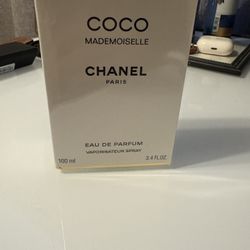 COCO
MADEMOISELLE
CHANEL
PARIS
EAU DE PARFUM
VAPORISATEUR SPRAY
100 ml 3.4 FL.OZ.